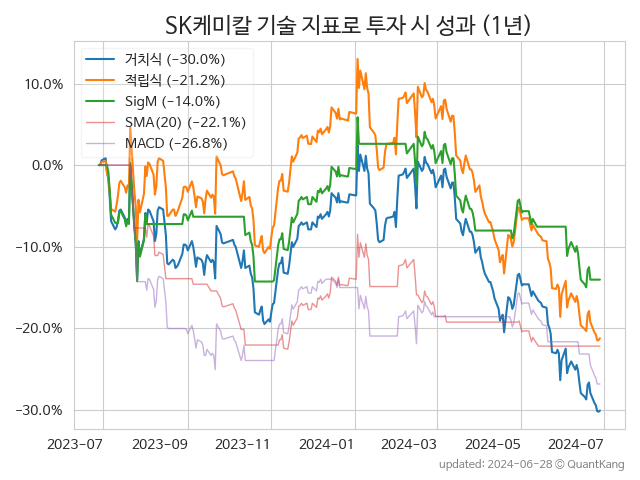 SK케미칼 기술 지표로 투자 시 성과 (1년)
거치식 (−30.0%)
적립식 (−21.2%)
SigM (−14.0%)
SMA(20) (−22.1%)
MACD (−26.8%)
10.0%
0.0%
−10.0%
−20.0%
−30.0%
2023-07 2023-09 2023-11 2024-01 2024-03 2024-05 2024-07
updated: 2024-06-28 © QuantKang